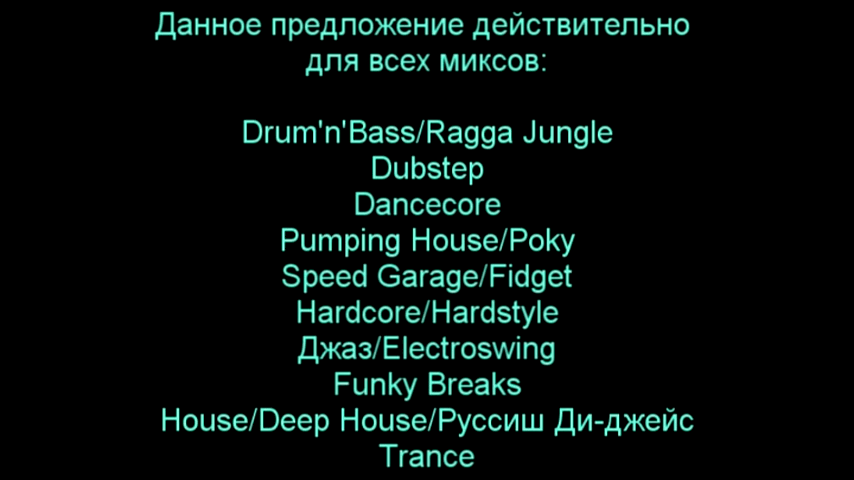 Данное предложение действительно
для всех миксов:
Drum'n'Bass/Ragga Jungle
Dubstep
Dancecore
Pumping House/Poky
Speed Garage/Fidget
Hardcore/Hardstyle
Джаз/Electroswing
Funky Breaks
House/Deep House/Руссиш Ди-джейс
Trance